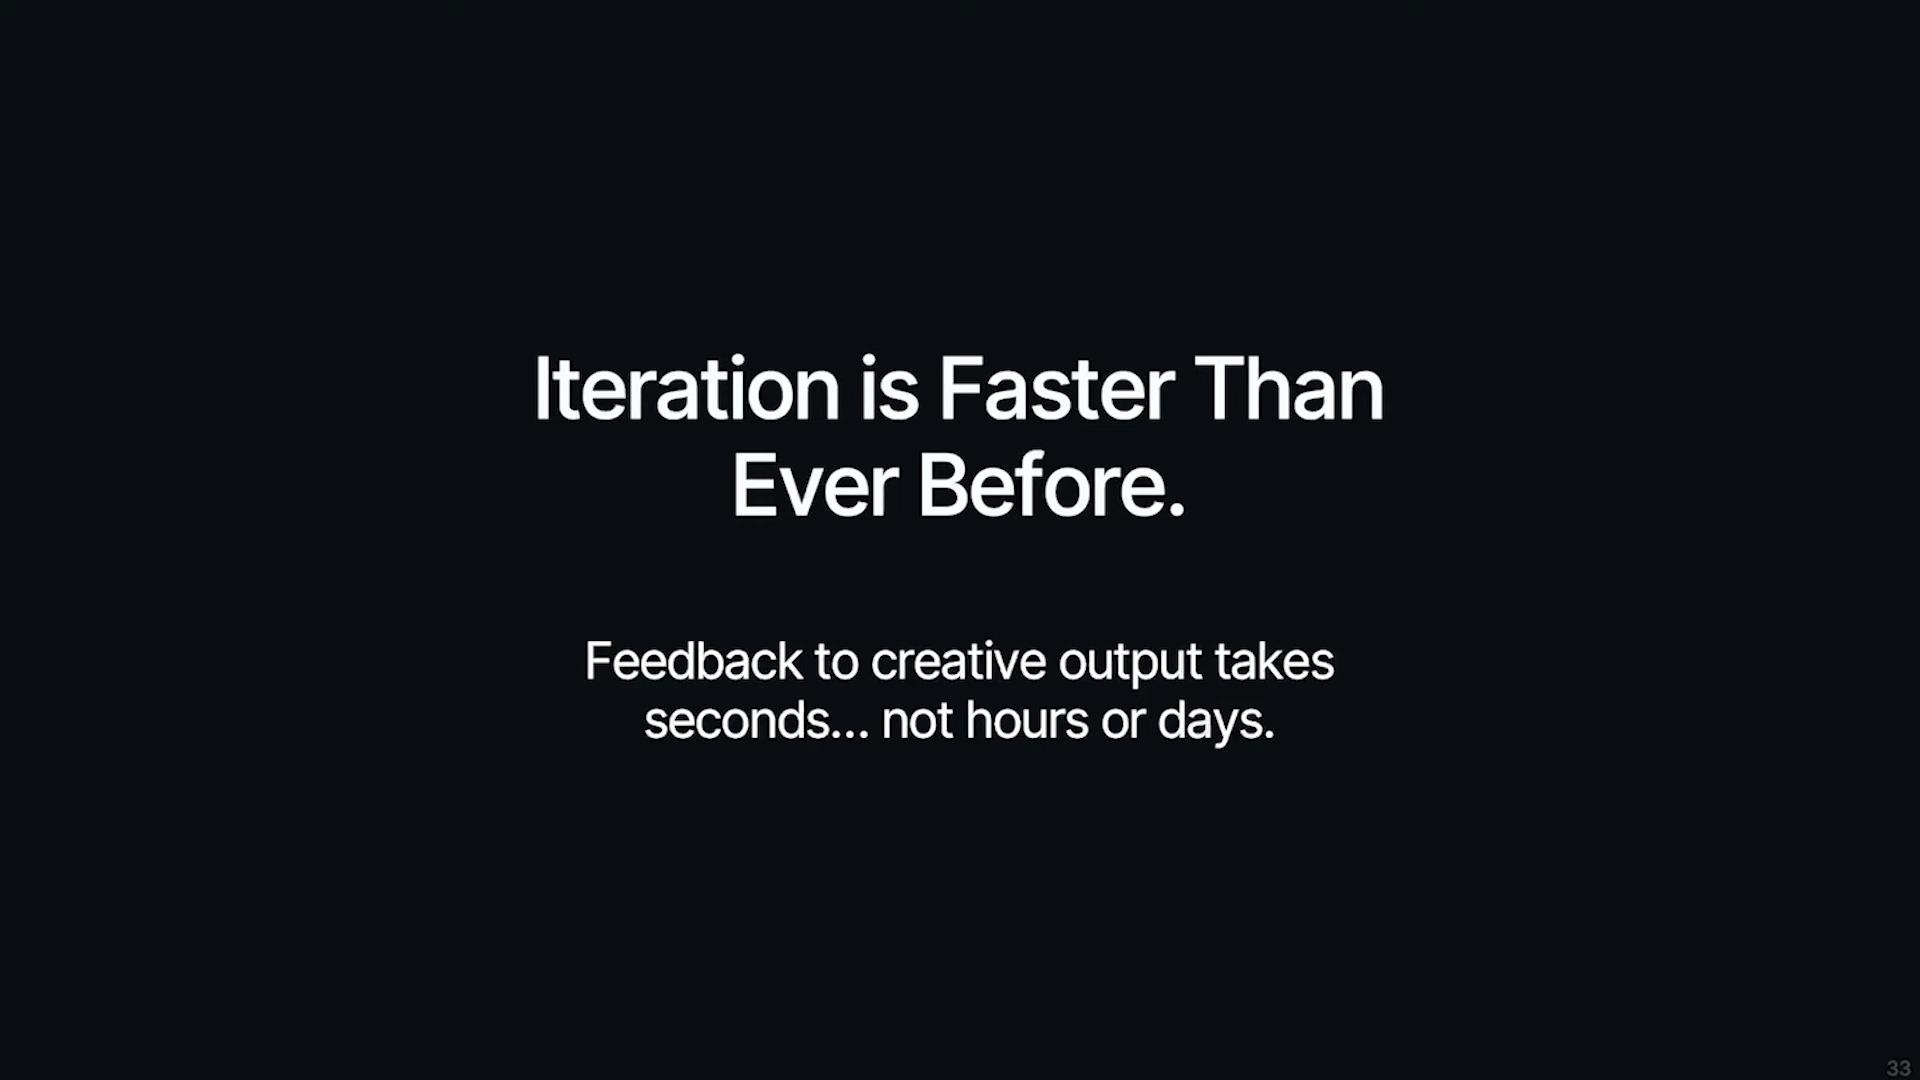 Iteration is Faster Than
Ever Before.
Feedback to creative output takes
seconds... not hours or days.
33